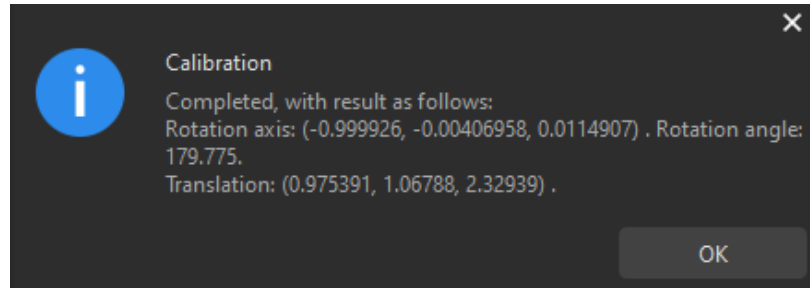 Calibration
Completed, with result as follows:
Rotation axis: (-0.999926, -0.00406958, 0.0114907) . Rotation angle:
179.775.
Translation: (0.975391, 1.06788, 2.32939) .
OK